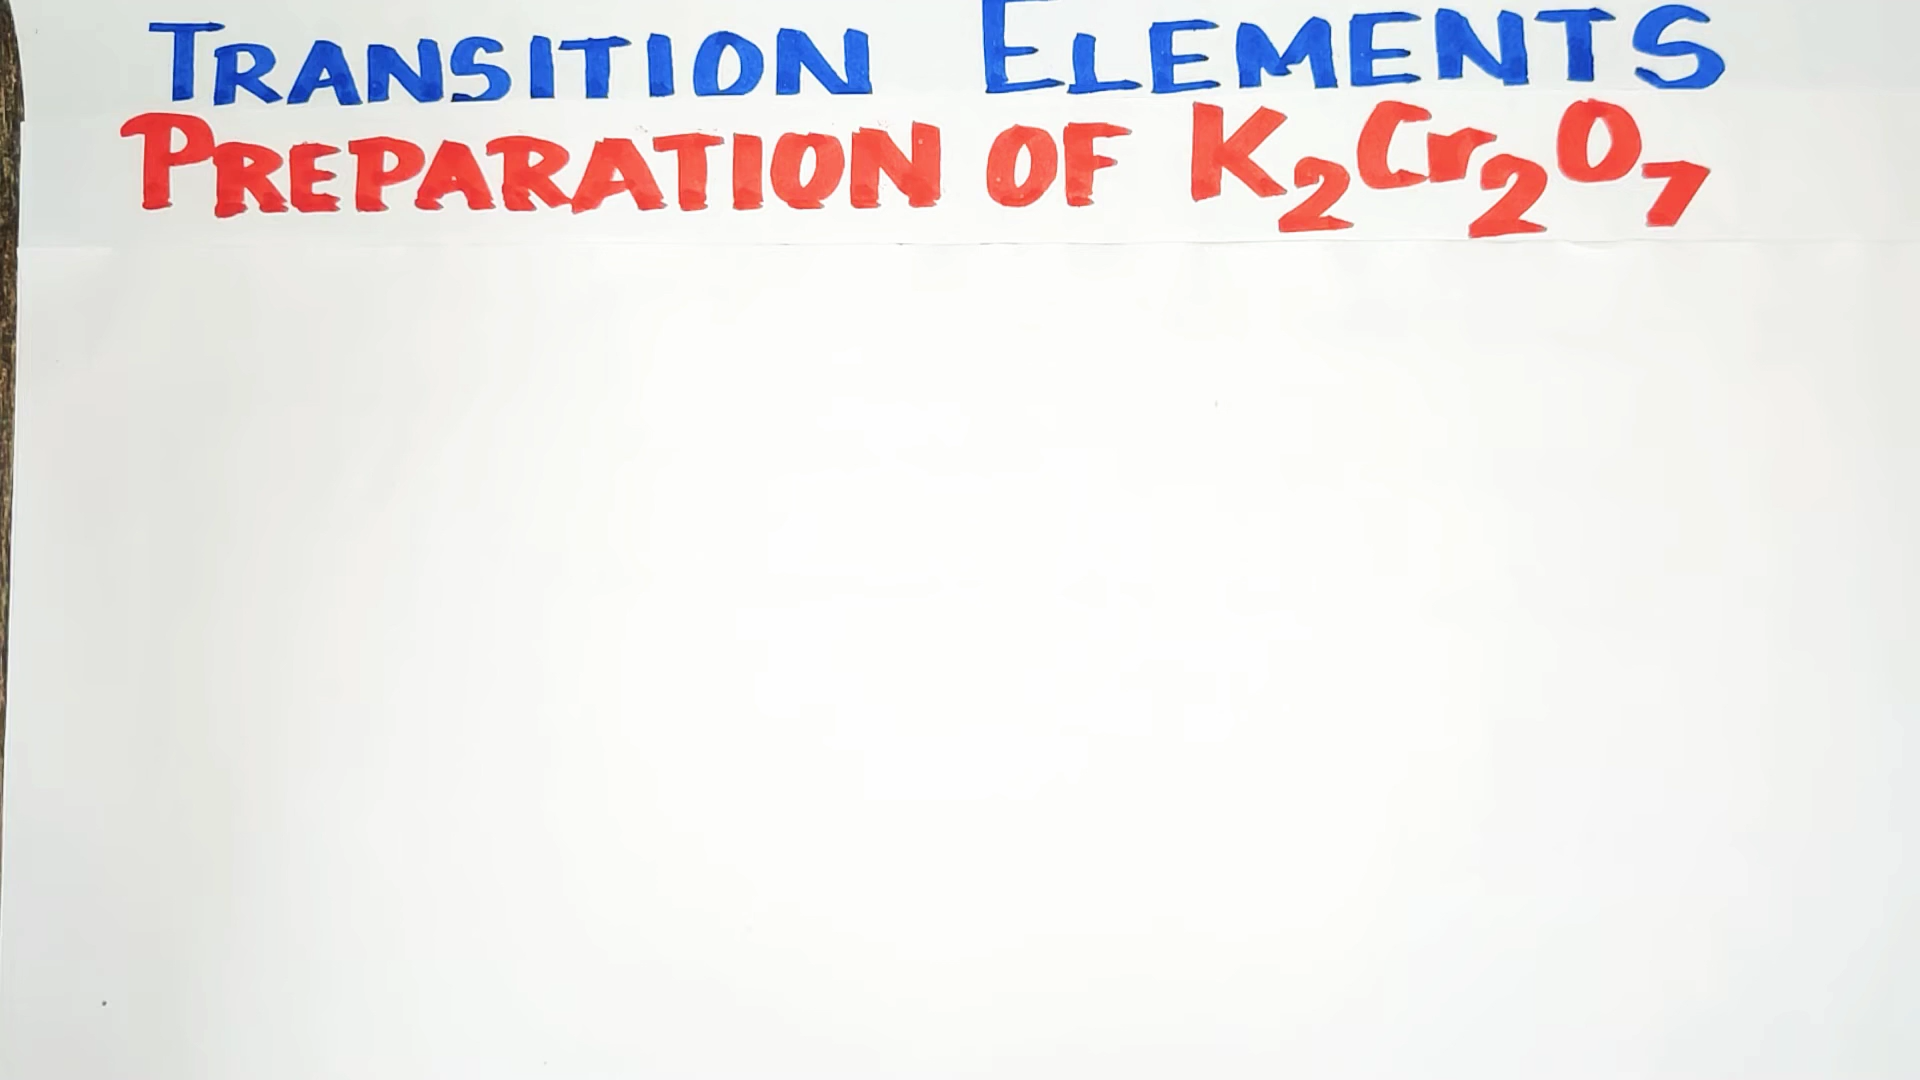 TRANSITION ELEMENTS
PREPARATION OF K₂Cr₂O₇